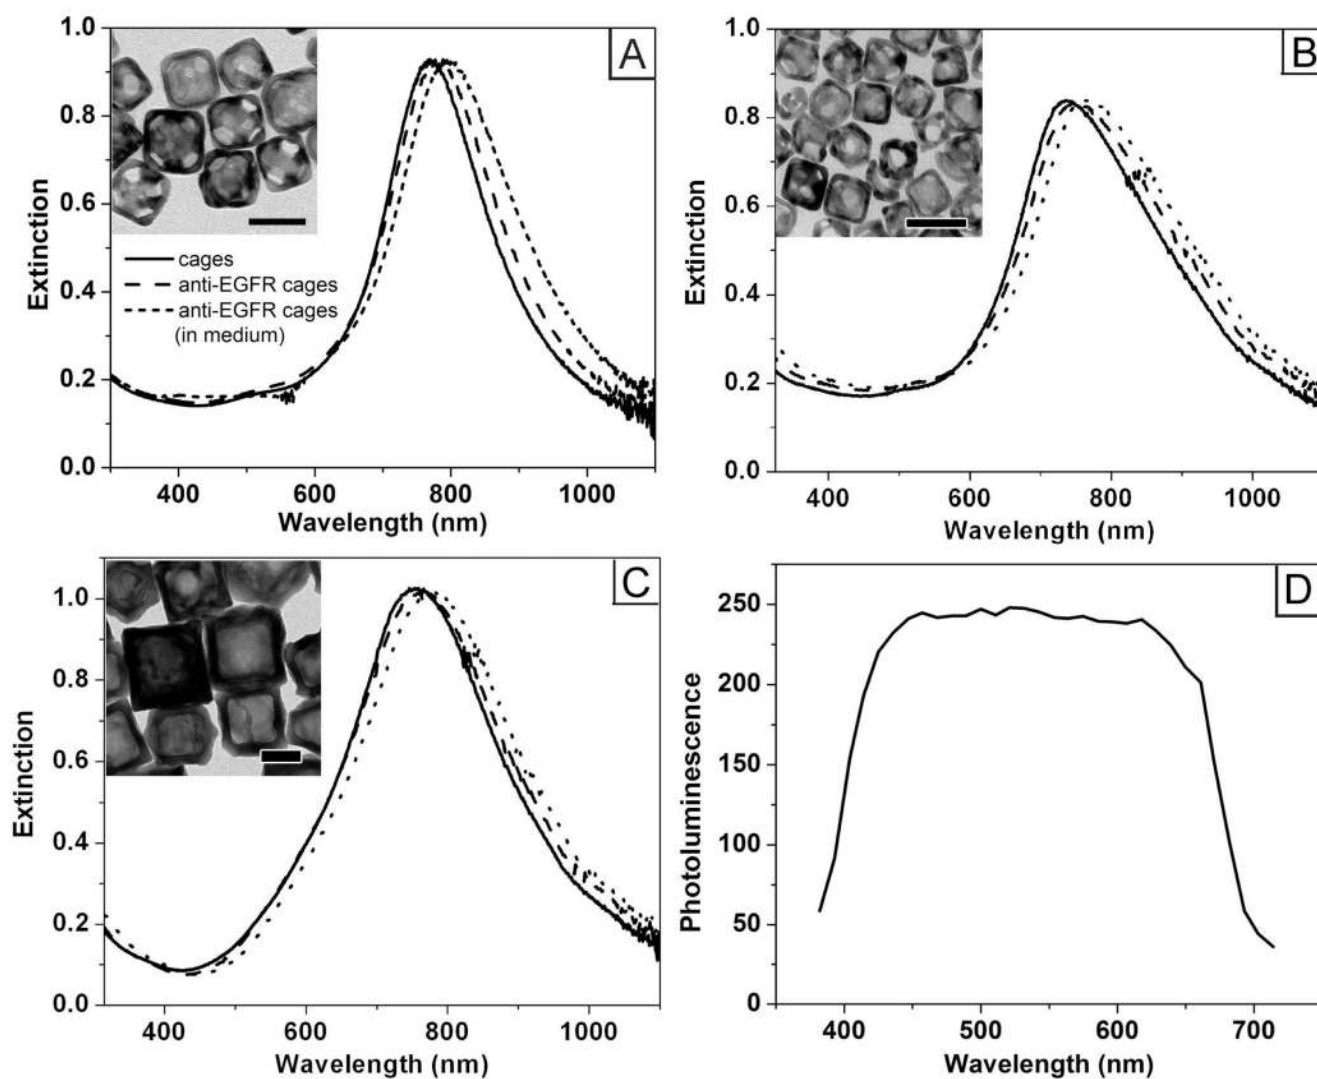 A
1.0
0.8
0.6
0.4
0.2
0.0
Extinction
cages
anti-EGFR cages
anti-EGFR cages
(in medium)
400
600
800
1000
Wavelength (nm)
B
1.0
0.8
0.6
0.4
0.2
0.0
Extinction
400
600
800
1000
Wavelength (nm)
C
1.0
0.8
0.6
0.4
0.2
0.0
Extinction
400
600
800
1000
Wavelength (nm)
D
250
200
150
100
50
0
Photoluminescence
400
500
600
700
Wavelength (nm)